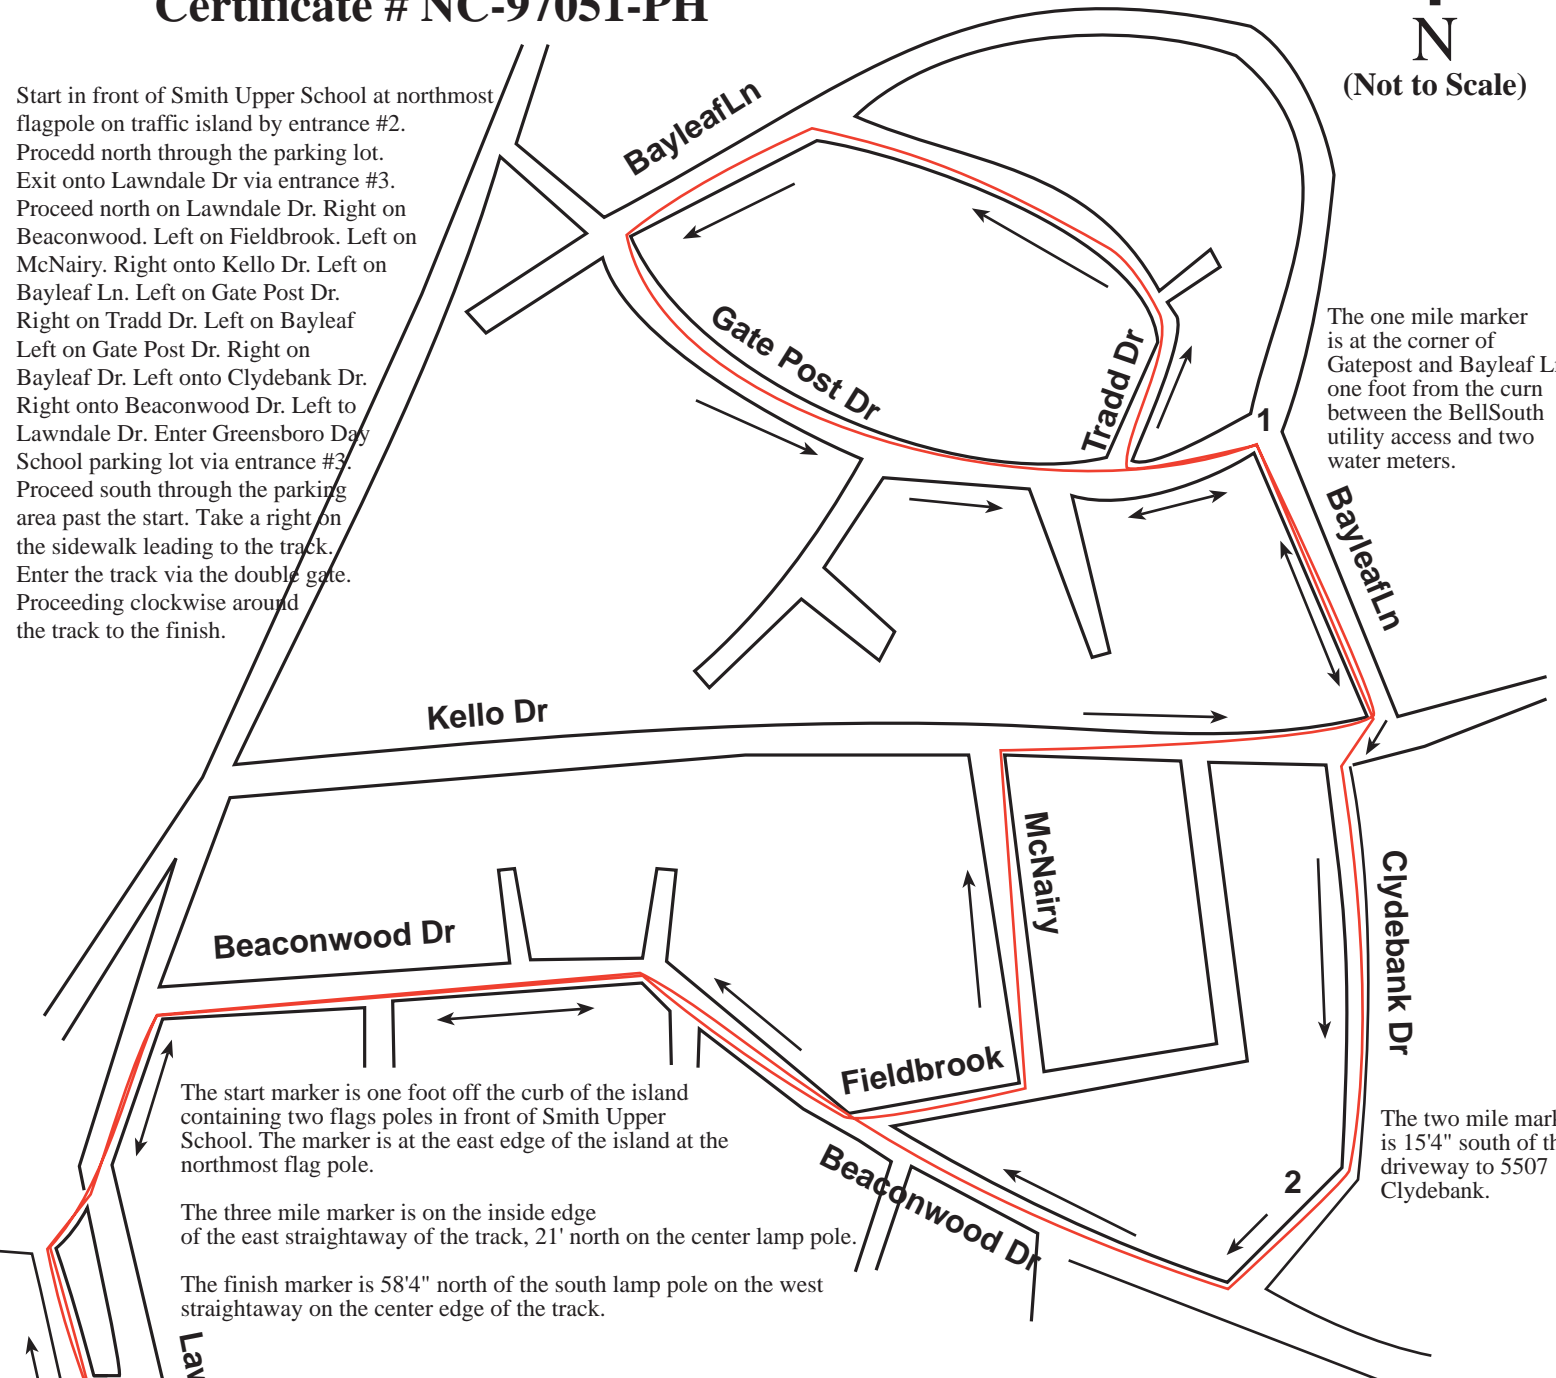 Certificate # NC-97051-PH
N
(Not to Scale)
Start in front of Smith Upper School at northmost
flagpole on traffic island by entrance #2.
Procedd north through the parking lot.
Exit onto Lawndale Dr via entrance #3.
Proceed north on Lawndale Dr. Right on
Beaconwood. Left on Fieldbrook. Left on
McNairy. Right onto Kello Dr. Left on
Bayleaf Ln. Left on Gate Post Dr.
Right on Tradd Dr. Left on Bayleaf
Left on Gate Post Dr. Right on
Bayleaf Dr. Left onto Clydebank Dr.
Right onto Beaconwood Dr. Left to
Lawndale Dr. Enter Greensboro Day
School parking lot via entrance #3.
Proceed south through the parking
area past the start. Take a right on
the sidewalk leading to the track.
Enter the track via the double gate.
Proceeding clockwise around
the track to the finish.
BayleafLn
Gate Post Dr
Tradd Dr
1
The one mile marker
is at the corner of
Gatepost and Bayleaf
one foot from the curn
between the BellSouth
utility access and two
water meters.
BayleafLn
Kello Dr
McNairy
Clydebank Dr
Beaconwood Dr
Fieldbrook
The start marker is one foot off the curb of the island
containing two flags poles in front of Smith Upper
School. The marker is at the east edge of the island at the
northmost flag pole.
The three mile marker is on the inside edge
of the east straightaway of the track, 21' north on the center lamp pole.
The finish marker is 58'4" north of the south lamp pole on the west
straightaway on the center edge of the track.
Beaconwood Dr
2
The two mile
is 15'4" south of
driveway to 5507
Clydebank.